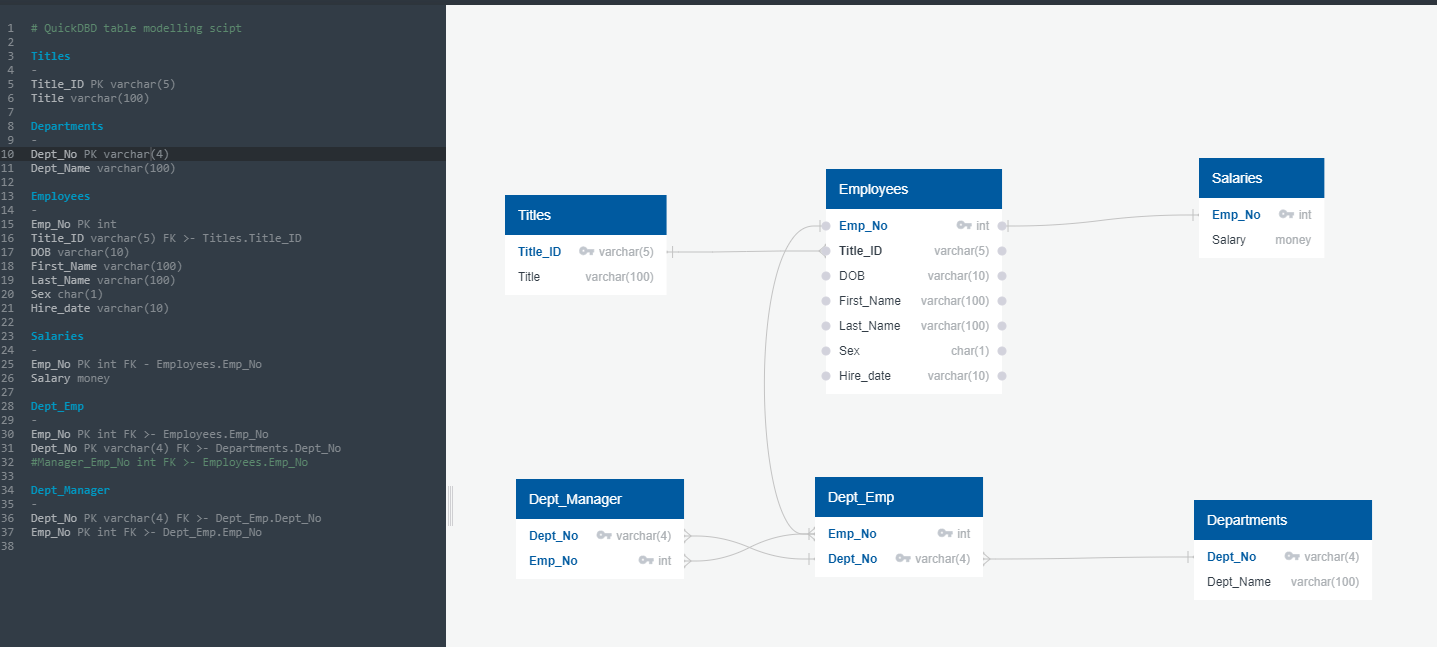 1 # QuickDBD table modelling scipt
2
3 Titles
4 -
5 Title_ID PK varchar(5)
6 Title varchar(100)
7
8 Departments
9 -
10 Dept_No PK varchar(4)
11 Dept_Name varchar(100)
12
13 Employees
14 -
15 Emp_No PK int
16 Title_ID varchar(5) FK >- Titles.Title_ID
17 DOB varchar(10)
18 First_Name varchar(100)
19 Last_Name varchar(100)
20 Sex char(1)
21 Hire_date varchar(10)
22
23 Salaries
24 -
25 Emp_No PK int FK - Employees.Emp_No
26 Salary money
27
28 Dept_Emp
29 -
30 Emp_No PK int FK >- Employees.Emp_No
31 Dept_No PK varchar(4) FK >- Departments.Dept_No
32 #Manager_Emp_No int FK >- Employees.Emp_No
33
34 Dept_Manager
35 -
36 Dept_No PK varchar(4) FK >- Dept_Emp.Dept_No
37 Emp_No PK int FK >- Dept_Emp.Emp_No
38
Titles
Title_ID varchar(5)
Title varchar(100)
Employees
Emp_No int
Title_ID varchar(5)
DOB varchar(10)
First_Name varchar(100)
Last_Name varchar(100)
Sex char(1)
Hire_date varchar(10)
Salaries
Emp_No int
Salary money
Dept_Manager
Dept_No varchar(4)
Emp_No int
Dept_Emp
Emp_No int
Dept_No varchar(4)
Departments
Dept_No varchar(4)
Dept_Name varchar(100)